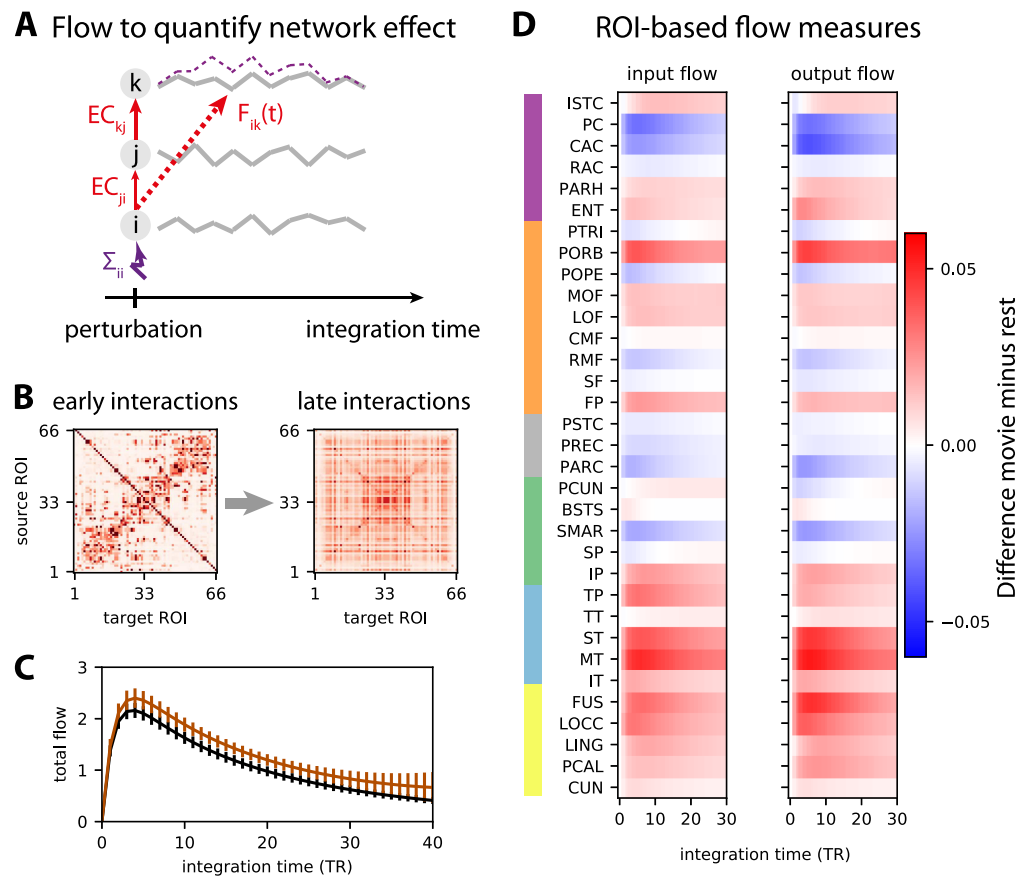 A Flow to quantify network effect
k
EC_kj
F_ik(t)
j
EC_ji
i
Σ_ii
perturbation
integration time
B
early interactions
late interactions
source ROI
66
33
1
1
33
66
target ROI
66
33
1
1
33
66
target ROI
C
total flow
3
2
1
0
0
10
20
30
40
integration time (TR)
D ROI-based flow measures
input flow
output flow
ISTC
PC
CAC
RAC
PARH
ENT
PTRI
PORB
POPE
MOF
LOF
CMF
RMF
SF
FP
PSTC
PREC
PARC
PCUN
BSTS
SMAR
SP
IP
TP
TT
ST
MT
IT
FUS
LOCC
LING
PCAL
CUN
0
10
20
30
0
10
20
30
integration time (TR)
0.05
0.00
−0.05
Difference movie minus rest